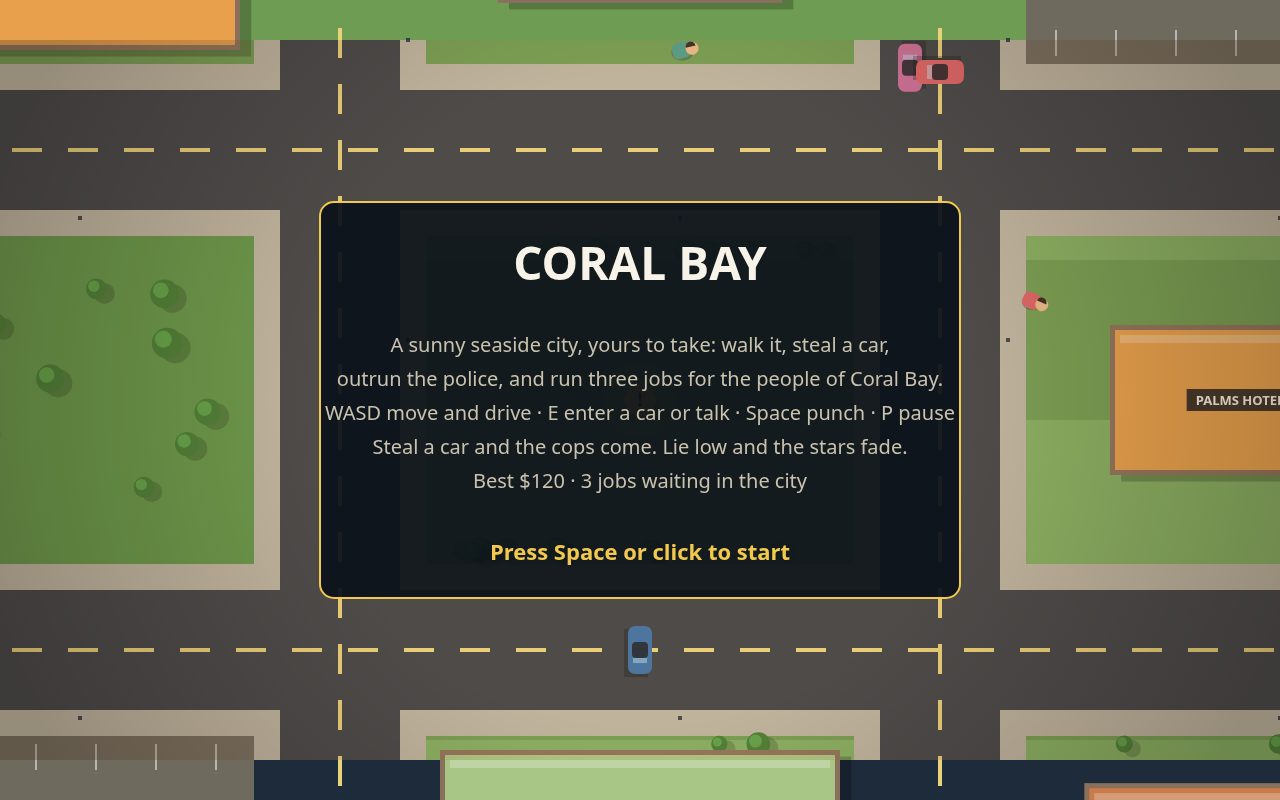 CORAL BAY
A sunny seaside city, yours to take: walk it, steal a car,
outrun the police, and run three jobs for the people of Coral Bay.
WASD move and drive · E enter a car or talk · Space punch · P pause
Steal a car and the cops come. Lie low and the stars fade.
PALMS HOTEL
Best $120 · 3 jobs waiting in the city
Press Space or click to start